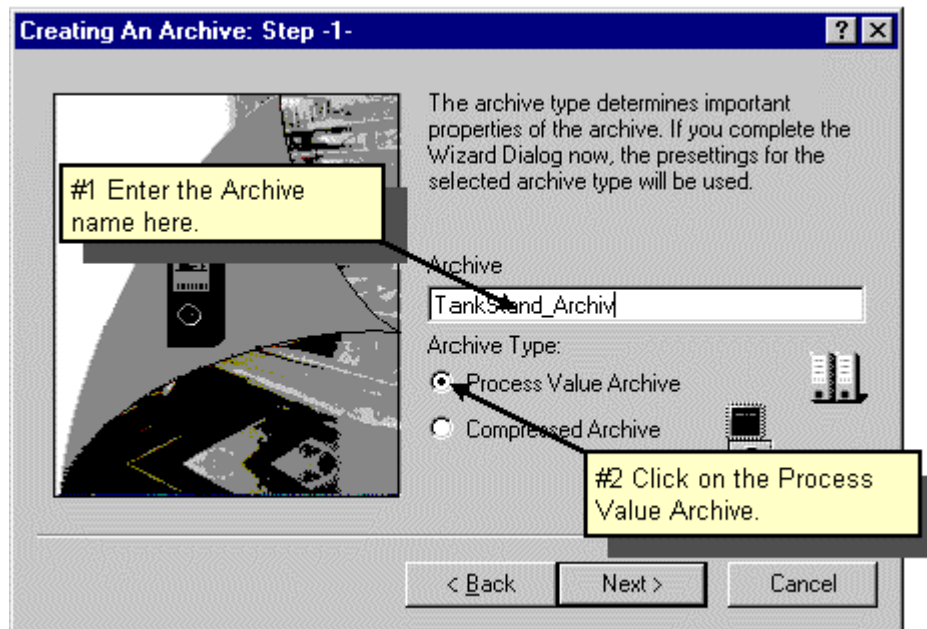 Creating An Archive: Step -1-
The archive type determines important
properties of the archive. If you complete the
Wizard Dialog now, the presettings for the
selected archive type will be used.
#1 Enter the Archive
name here.
Archive
TankStand_Archiv
Archive Type:
Process Value Archive
Compressed Archive
#2 Click on the Process
Value Archive.
< Back
Next >
Cancel